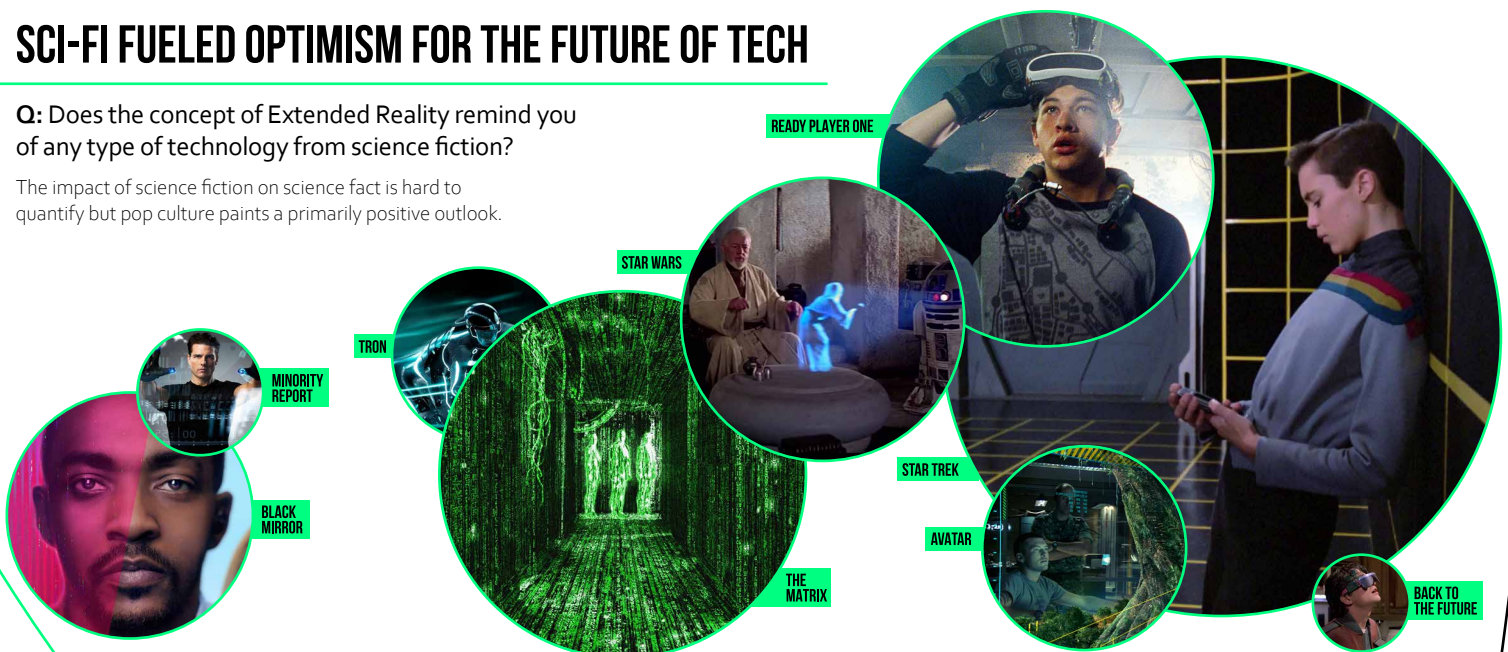 SCI-FI FUELED OPTIMISM FOR THE FUTURE OF TECH
Q: Does the concept of Extended Reality remind you
of any type of technology from science fiction?
The impact of science fiction on science fact is hard to
quantify but pop culture paints a primarily positive outlook.
READY PLAYER ONE
STAR WARS
TRON
MINORITY
REPORT
STAR TREK
BLACK
MIRROR
AVATAR
THE
MATRIX
BACK TO
THE FUTURE